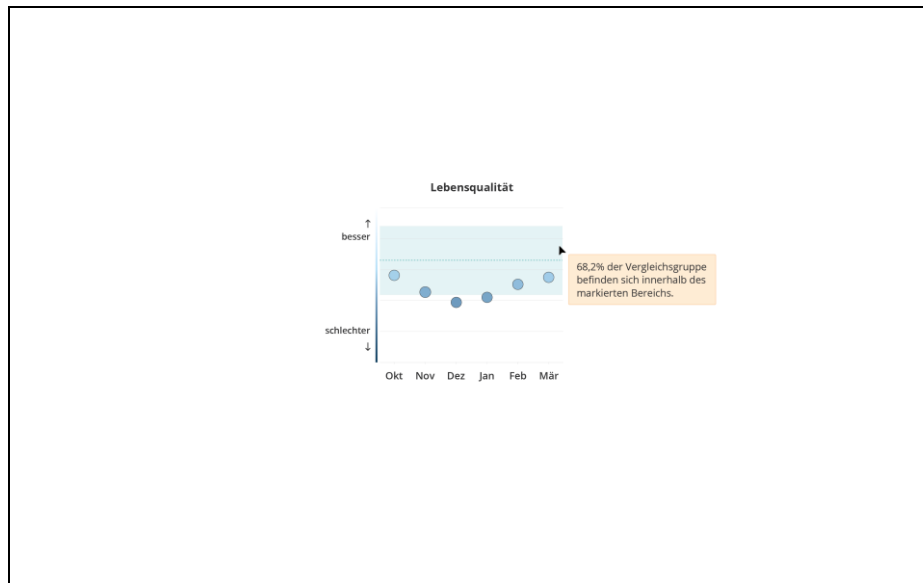 Lebensqualität
↑
besser
68,2% der Vergleichsgruppe
befinden sich innerhalb des
markierten Bereichs.
schlechter
↓
Okt Nov Dez Jan Feb Mär